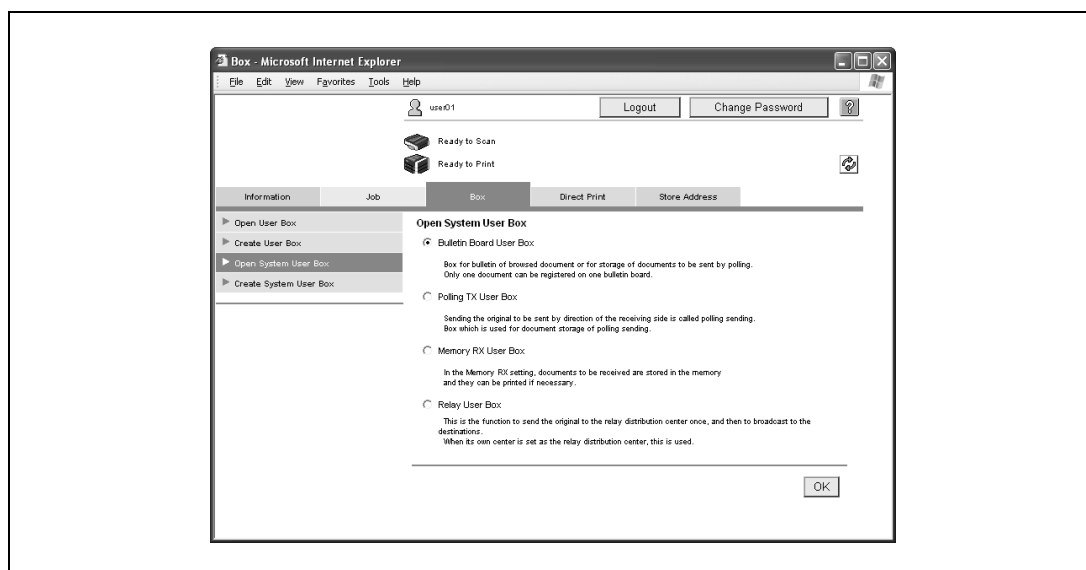 Box - Microsoft Internet Explorer
File Edit View Favorites Tools Help
user01 Logout Change Password ?
Ready to Scan
Ready to Print
Information Job Box Direct Print Store Address
Open User Box
Create User Box
Open System User Box
Create System User Box
Open System User Box
Bulletin Board User Box
Box for bulletin of browsed document or for storage of documents to be sent by polling.
Only one document can be registered on one bulletin board.
Polling TX User Box
Sending the original to be sent by direction of the receiving side is called polling sending.
Box which is used for document storage of polling sending.
Memory RX User Box
In the Memory RX setting, documents to be received are stored in the memory
and they can be printed if necessary.
Relay User Box
This is the function to send the original to the relay distribution center once, and then to broadcast to the
destinations.
When its own center is set as the relay distribution center, this is used.
OK